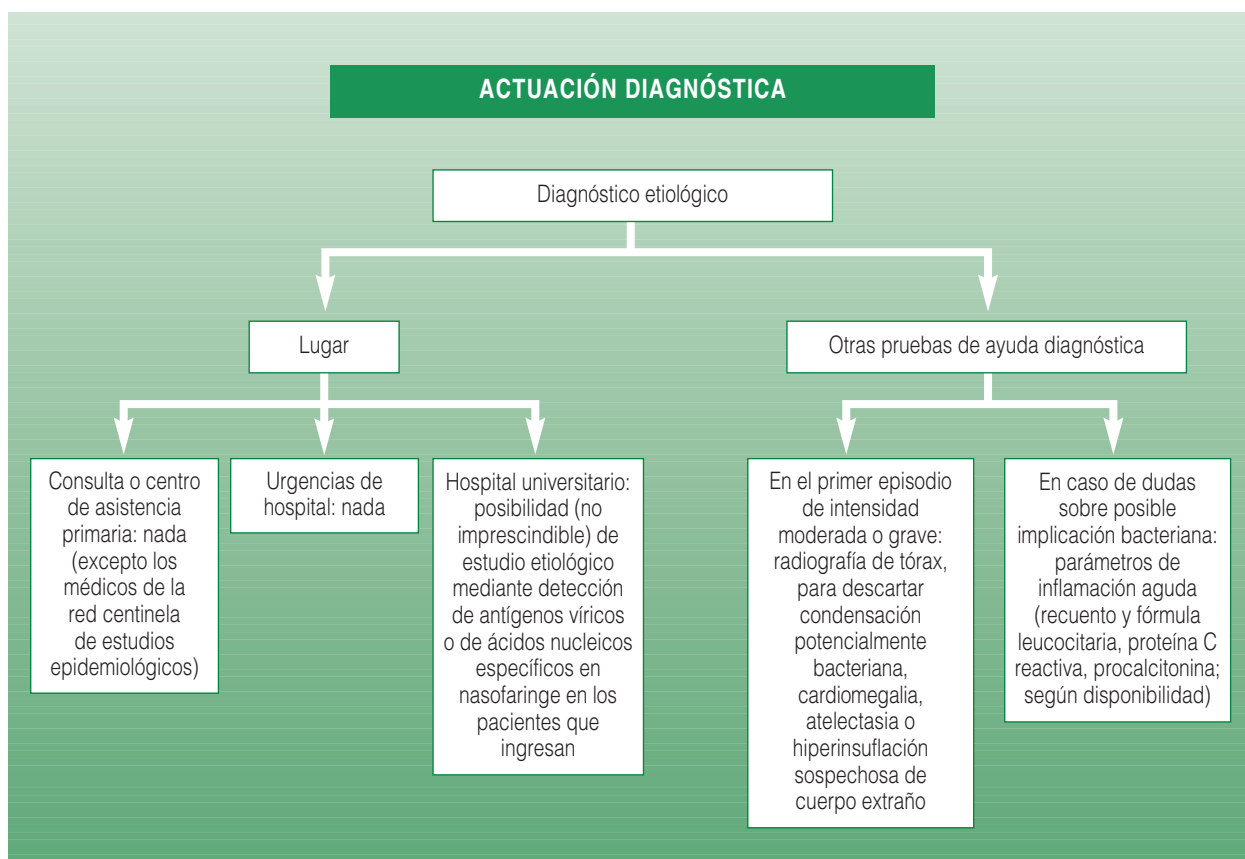 ACTUACIÓN DIAGNÓSTICA
Diagnóstico etiológico
Lugar
Otras pruebas de ayuda diagnóstica
Consulta o centro
de asistencia
primaria: nada
(excepto los
médicos de la
red centinela
de estudios
epidemiológicos)
Urgencias de
hospital: nada
Hospital universitario:
posibilidad (no
imprescindible) de
estudio etiológico
mediante detección
de antígenos víricos
o de ácidos nucleicos
específicos en
nasofaringe en los
pacientes que
ingresan
En el primer episodio
de intensidad
moderada o grave:
radiografía de tórax,
para descartar
condensación
potencialmente
bacteriana,
cardiomegalia,
atelectasia o
hiperinsuflación
sospechosa de
cuerpo extraño
En caso de dudas
sobre posible
implicación bacteriana:
parámetros de
inflamación aguda
(recuento y fórmula
leucocitaria, proteína C
reactiva, procalcitonina;
según disponibilidad)